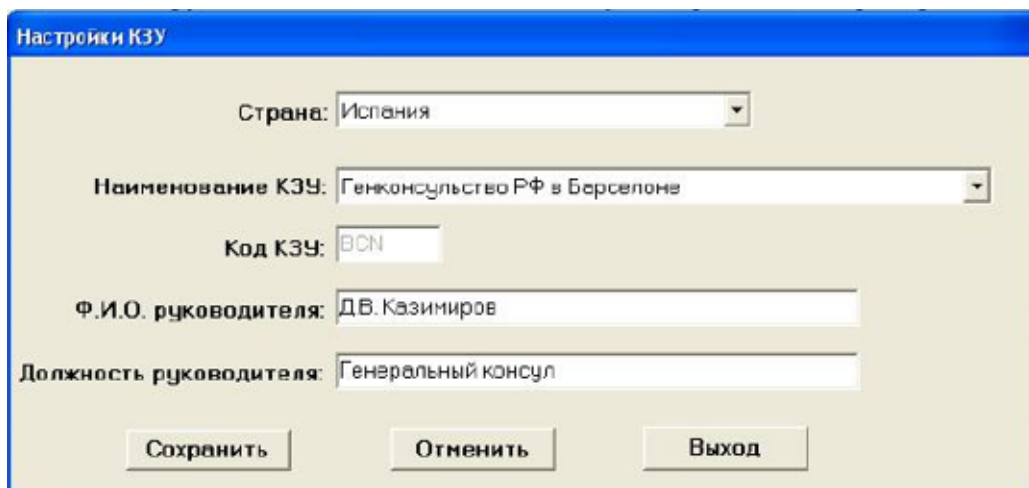 Настройки КЗУ
Страна: Испания
Наименование КЗУ: Генконсульство РФ в Барселоне
Код КЗУ: BCN
Ф.И.О. руководителя: Д.В. Казимиров
Должность руководителя: Генеральный консул
Сохранить Отменить Выход